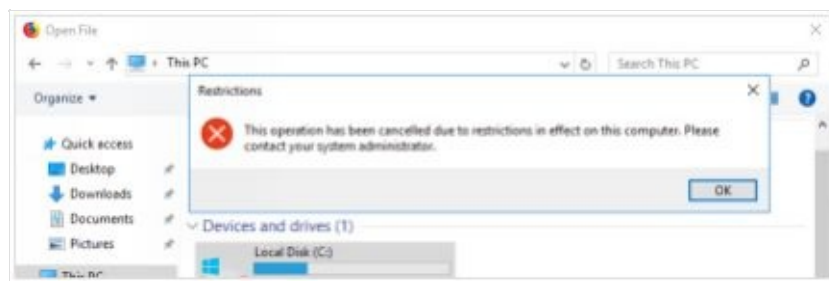 Open File
This PC
Search This PC
Organize
Restrictions
This operation has been cancelled due to restrictions in effect on this computer. Please
contact your system administrator.
OK
Quick access
Desktop
Downloads
Documents
Pictures
This PC
Devices and drives (1)
Local Disk (C:)